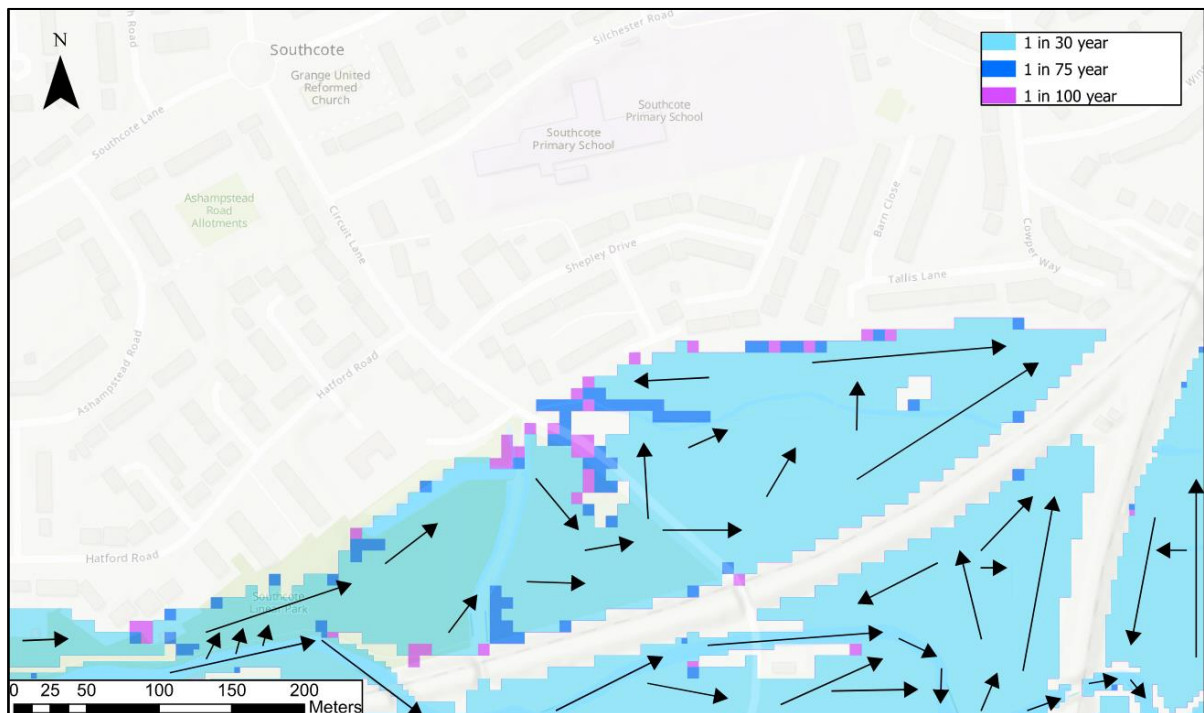 N
Southcote
Grange United
Reformed
Church
Silchester Road
Southcote Lane
Southcote
Primary School
Southcote
Primary School
1 in 30 year
1 in 75 year
1 in 100 year
Ashampstead
Road
Allotments
Circuit Lane
Shepley Drive
Barn Close
Cowper Way
Tallis Lane
Ashampstead Road
Hatford Road
Hatford Road
Southcote
Linear Park
0 25 50 100 150 200
Meters